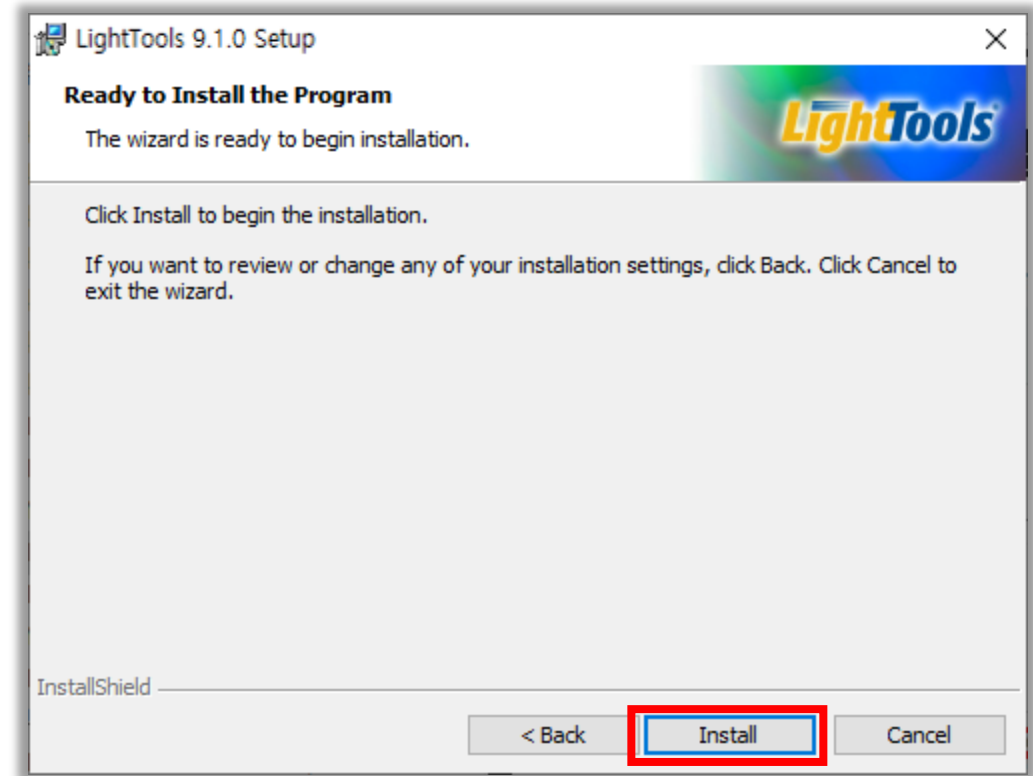 LightTools 9.1.0 Setup
Ready to Install the Program
The wizard is ready to begin installation.
LightTools
Click Install to begin the installation.
If you want to review or change any of your installation settings, click Back. Click Cancel to
exit the wizard.
InstallShield
< Back Install Cancel